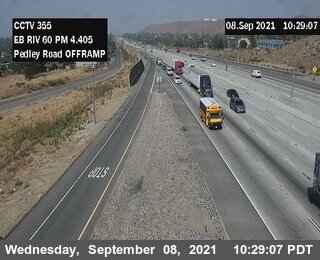 CCTV 355
EB RIV 60 PM 4.405
Pedley Road OFFRAMP
08.Sep 2021
10:29:07
STOP
Wednesday, September 08, 2021
10:29:07 PDT